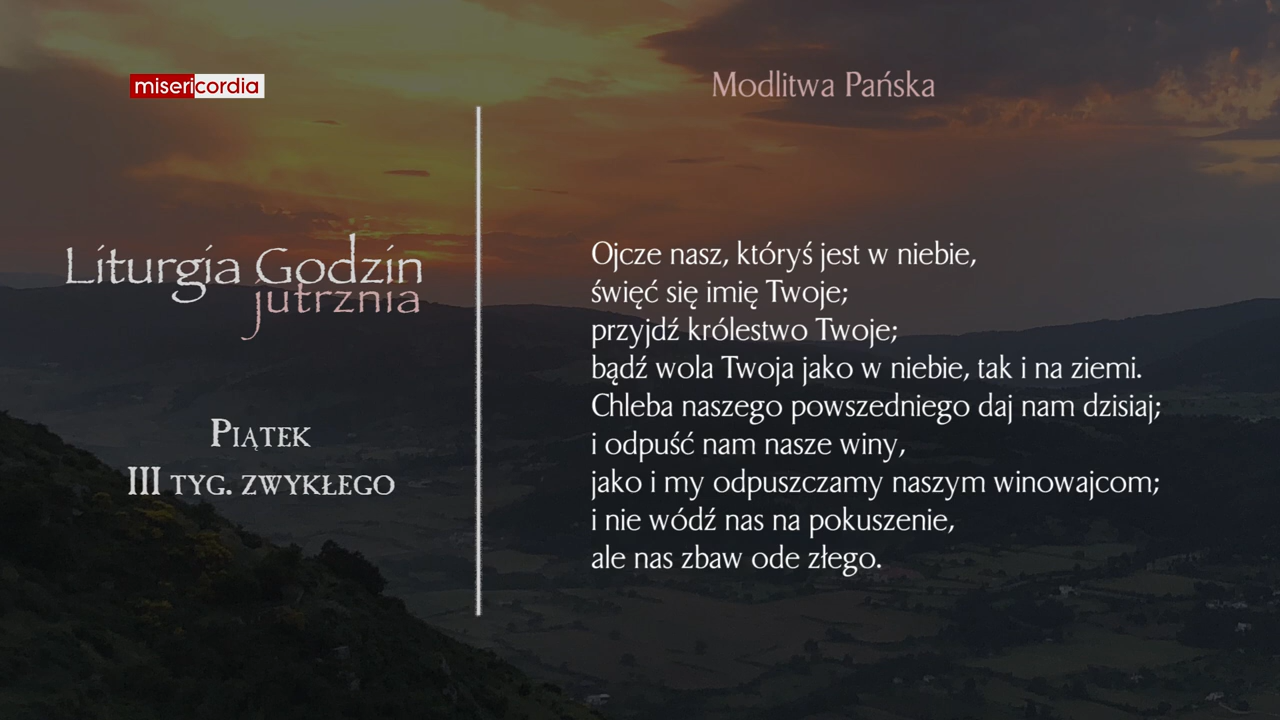 misericordia
Liturgia Godzin
jutrznia
Piątek
III tyg. zwykłego
Modlitwa Pańska
Ojcze nasz, któryś jest w niebie,
święć się imię Twoje;
przyjdź królestwo Twoje;
bądź wola Twoja jako w niebie, tak i na ziemi.
Chleba naszego powszedniego daj nam dzisiaj;
i odpuść nam nasze winy,
jako i my odpuszczamy naszym winowajcom;
i nie wódź nas na pokuszenie,
ale nas zbaw ode złego.